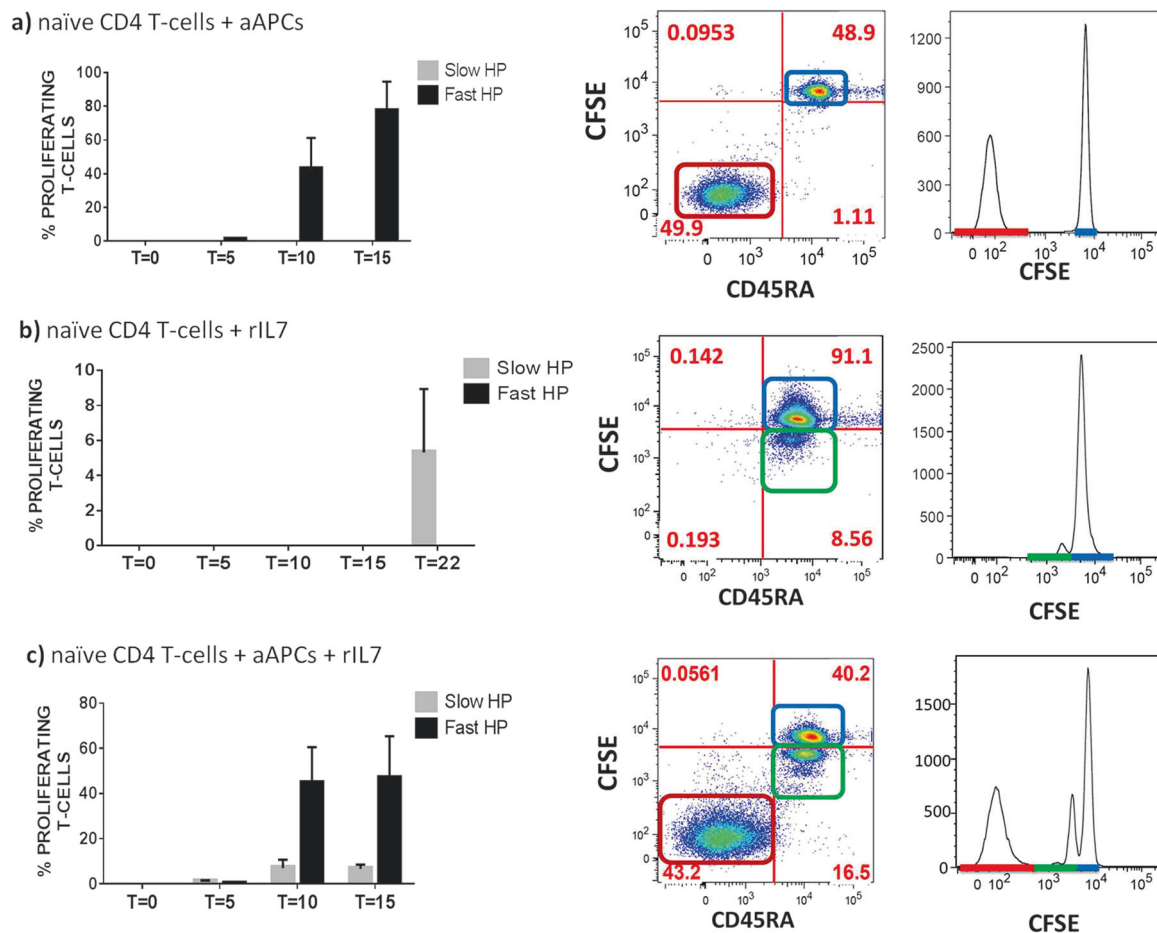 a) naïve CD4 T-cells + aAPCs
% PROLIFERATING
T-CELLS
100
80
60
40
20
0
T=0 T=5 T=10 T=15
Slow HP
Fast HP
CFSE
10⁵
10⁴
10³
10²
0
0.0953 48.9
49.9 1.11
0 10³ 10⁴ 10⁵
CD45RA
1200
900
600
300
0
0 10² 10³ 10⁴ 10⁵
CFSE
b) naïve CD4 T-cells + rIL7
% PROLIFERATING
T-CELLS
10
8
6
4
2
0
T=0 T=5 T=10 T=15 T=22
Slow HP
Fast HP
CFSE
10⁵
10⁴
10³
10²
0
0.142 91.1
0.193 8.56
0 10² 10³ 10⁴ 10⁵
CD45RA
2500
2000
1500
1000
500
0
0 10² 10³ 10⁴ 10⁵
CFSE
c) naïve CD4 T-cells + aAPCs + rIL7
% PROLIFERATING
T-CELLS
80
60
40
20
0
T=0 T=5 T=10 T=15
Slow HP
Fast HP
CFSE
10⁵
10⁴
10³
10²
0
0.0561 40.2
43.2 16.5
0 10³ 10⁴ 10⁵
CD45RA
1500
1000
500
0
0 10² 10³ 10⁴ 10⁵
CFSE